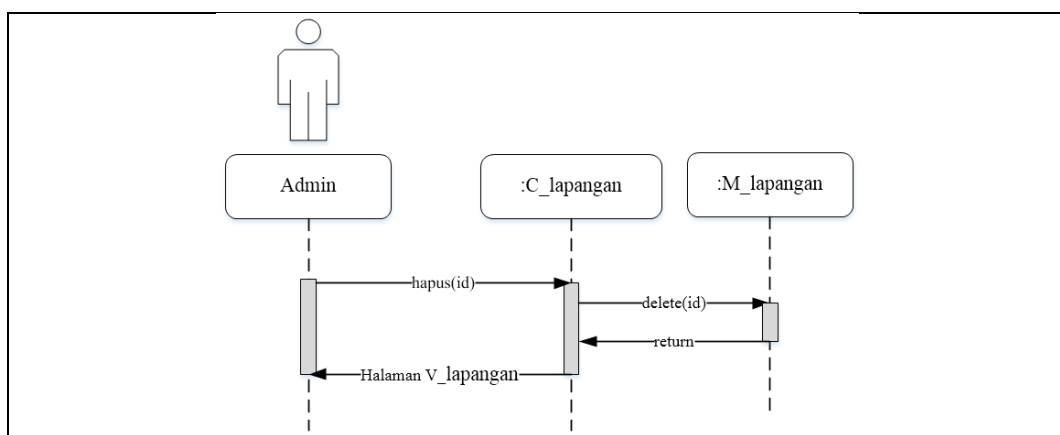 Admin
:C_lapangan
:M_lapangan
hapus(id)
delete(id)
return
Halaman V_lapangan